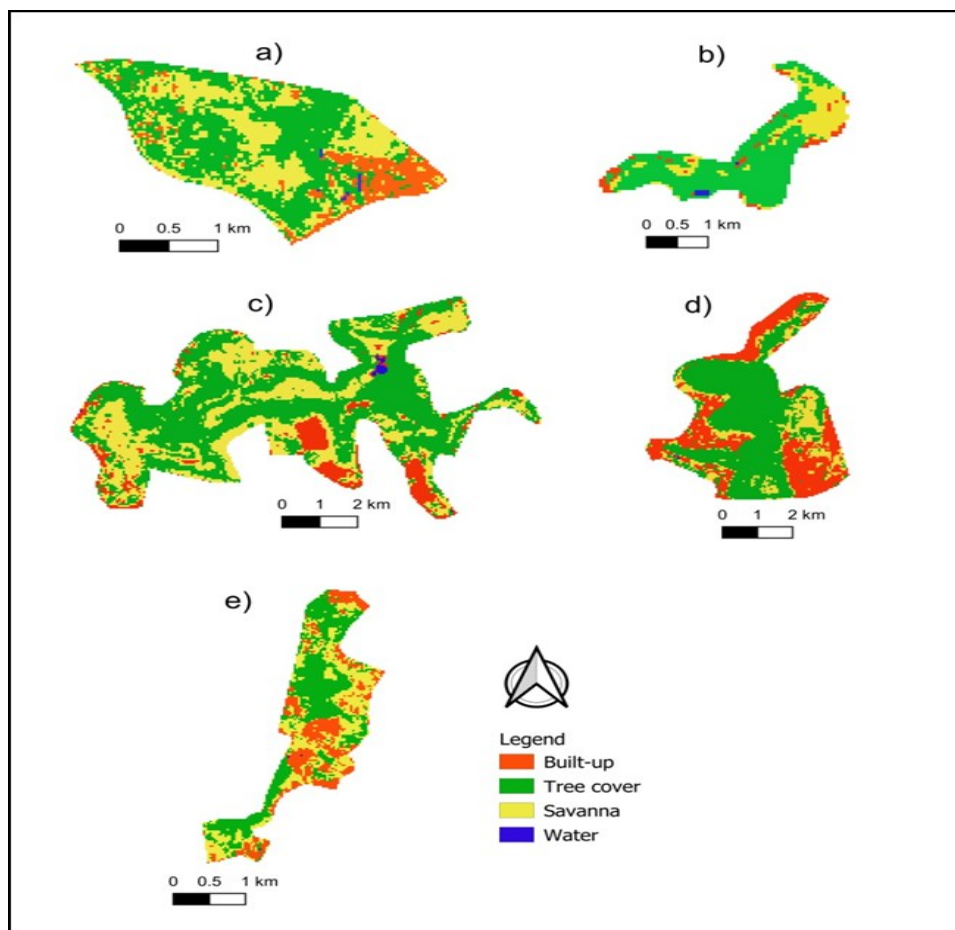 a)
b)
0 0.5 1 km
0 0.5 1 km
c)
d)
0 1 2 km
0 1 2 km
e)
0 0.5 1 km
Legend
Built-up
Tree cover
Savanna
Water